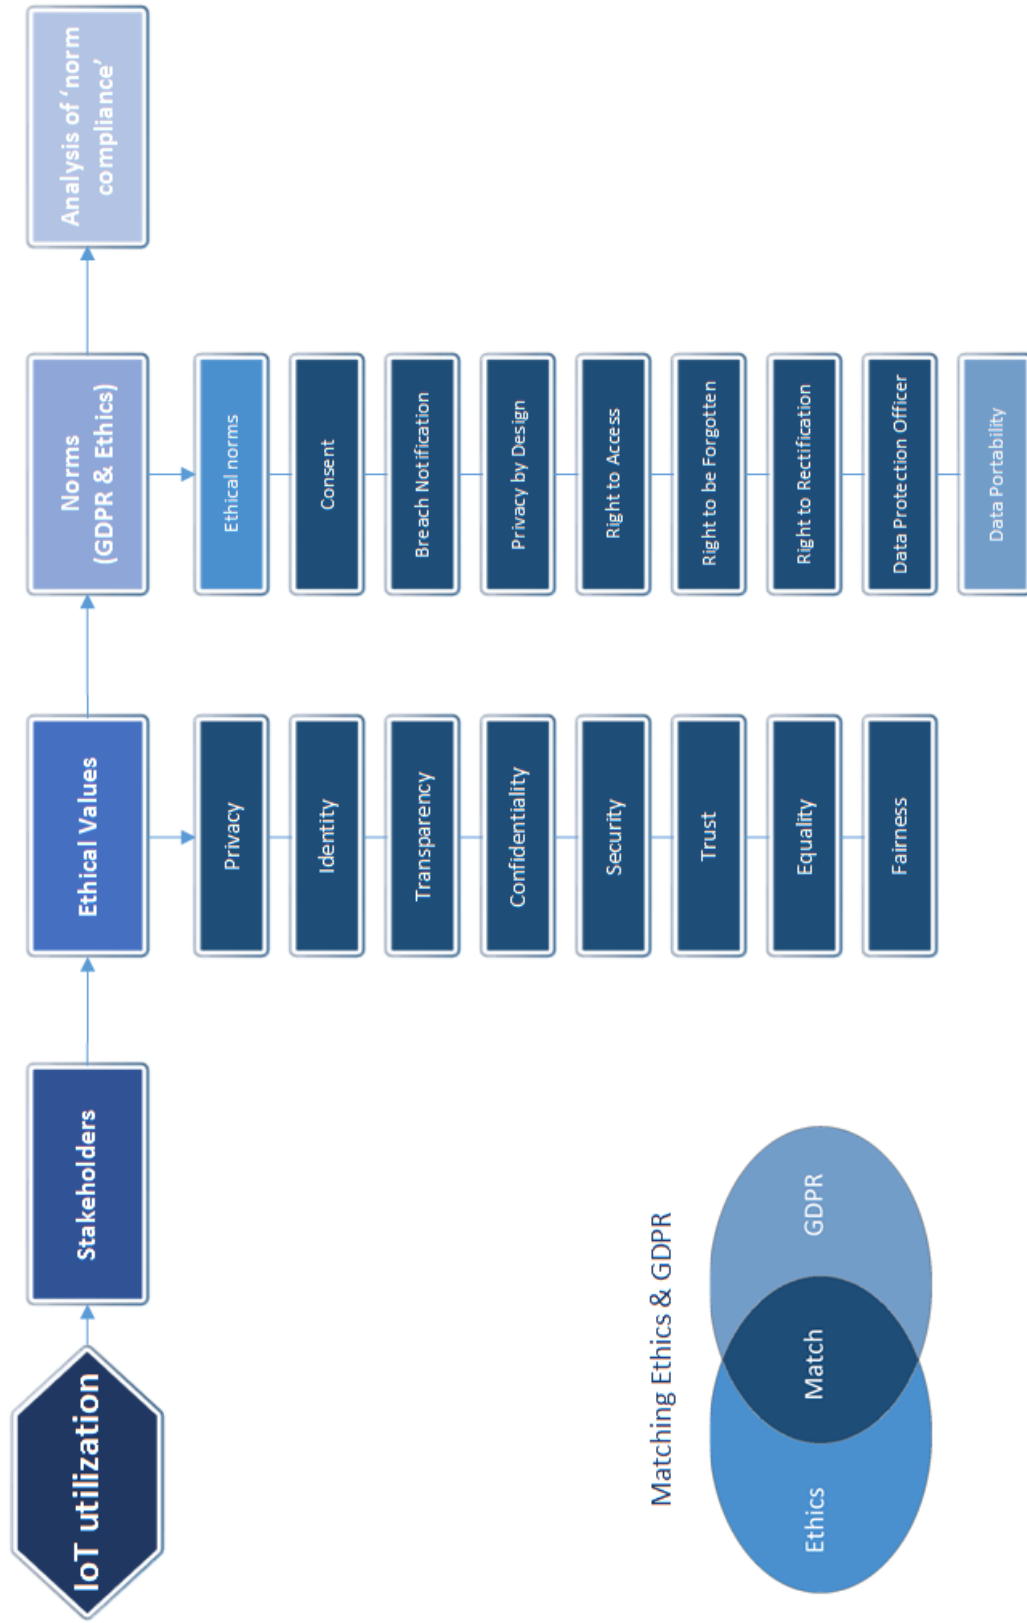 IoT utilization
Stakeholders
Ethical Values
Norms
(GDPR & Ethics)
Analysis of ‘norm
compliance’
Privacy
Identity
Transparency
Confidentiality
Security
Trust
Equality
Fairness
Ethical norms
Consent
Breach Notification
Privacy by Design
Right to Access
Right to be Forgotten
Right to Rectification
Data Protection Officer
Data Portability
Matching Ethics & GDPR
Ethics
Match
GDPR